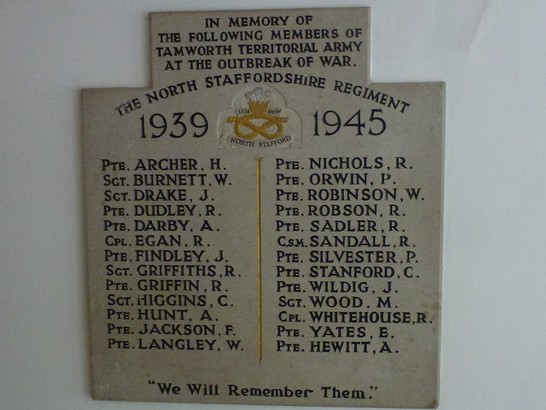 IN MEMORY OF
THE FOLLOWING MEMBERS OF
TAMWORTH TERRITORIAL ARMY
AT THE OUTBREAK OF WAR.
THE NORTH STAFFORDSHIRE REGIMENT
1939 1945
ICH DIEN
NORTH STAFFORD
PTE. ARCHER, H.
SGT. BURNETT, W.
SGT. DRAKE, J.
PTE. DUDLEY, R.
PTE. DARBY, A.
CPL. EGAN, R.
PTE. FINDLEY, J.
SGT. GRIFFITHS, R.
PTE. GRIFFIN, R.
SGT. HIGGINS, C.
PTE. HUNT, A.
PTE. JACKSON, F.
PTE. LANGLEY, W.
PTE. NICHOLS, R.
PTE. ORWIN, P.
PTE. ROBINSON, W.
PTE. ROBSON, R.
PTE. SADLER, R.
C.S.M. SANDALL, R.
PTE. SILVESTER, P.
PTE. STANFORD, C.
PTE. WILDIG, J.
SGT. WOOD, M.
CPL. WHITEHOUSE, R.
PTE. YATES, E.
PTE. HEWITT, A.
"We Will Remember Them."